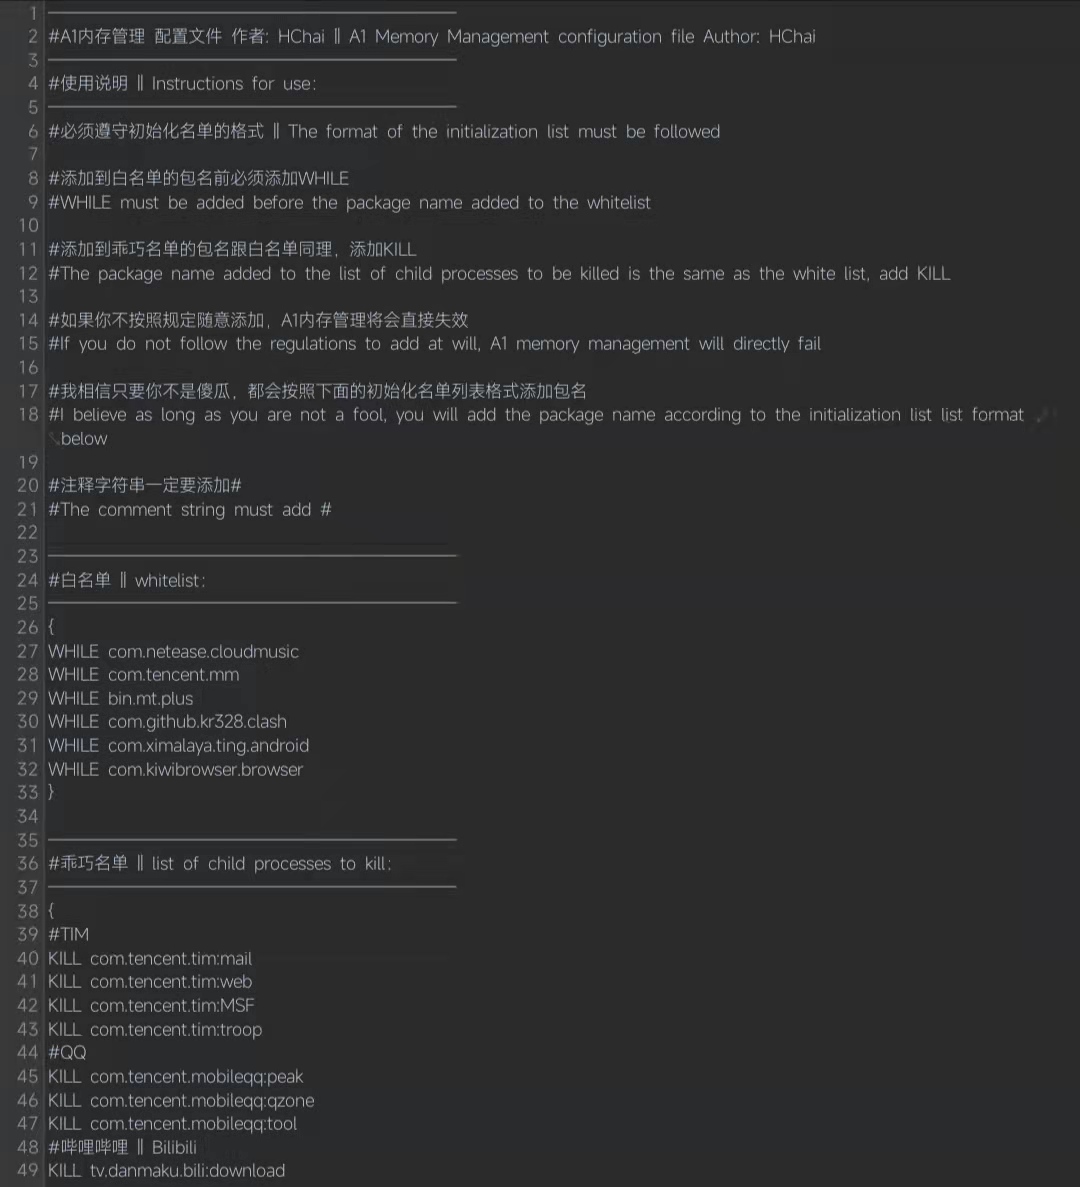 1
2 #A1内存管理 配置文件 作者: HChai || A1 Memory Management configuration file Author: HChai
3
4 #使用说明 || Instructions for use:
5
6 #必须遵守初始化名单的格式 || The format of the initialization list must be followed
7
8 #添加到白名单的包名前必须添加WHILE
9 #WHILE must be added before the package name added to the whitelist
10
11 #添加到乖巧名单的包名跟白名单同理，添加KILL
12 #The package name added to the list of child processes to be killed is the same as the white list, add KILL
13
14 #如果你不按照规定随意添加，A1内存管理将会直接失效
15 #If you do not follow the regulations to add at will, A1 memory management will directly fail
16
17 #我相信只要你不是傻瓜，都会按照下面的初始化名单列表格式添加包名
18 #I believe as long as you are not a fool, you will add the package name according to the initialization list list format
below
19
20 #注释字符串一定要添加#
21 #The comment string must add #
22
23
24 #白名单 || whitelist:
25
26 {
27 WHILE com.netease.cloudmusic
28 WHILE com.tencent.mm
29 WHILE bin.mt.plus
30 WHILE com.github.kr328.clash
31 WHILE com.ximalaya.ting.android
32 WHILE com.kiwibrowser.browser
33 }
34
35
36 #乖巧名单 || list of child processes to kill:
37
38 {
39 #TIM
40 KILL com.tencent.tim:mail
41 KILL com.tencent.tim:web
42 KILL com.tencent.tim:MSF
43 KILL com.tencent.tim:troop
44 #QQ
45 KILL com.tencent.mobileqq:peak
46 KILL com.tencent.mobileqq:qzone
47 KILL com.tencent.mobileqq:tool
48 #哔哩哔哩 || Bilibili
49 KILL tv.danmaku.bili:download